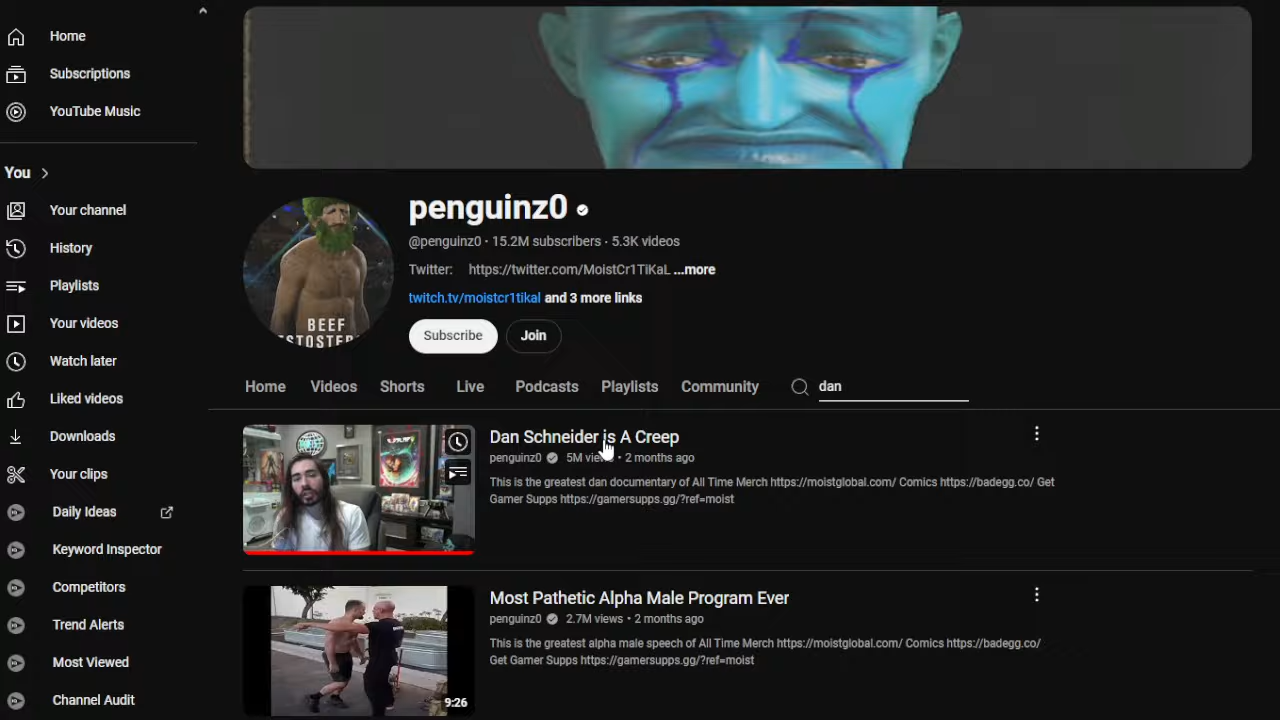 Home
Subscriptions
YouTube Music
You
Your channel
History
Playlists
Your videos
Watch later
Liked videos
Downloads
Your clips
Daily Ideas
Keyword Inspector
Competitors
Trend Alerts
Most Viewed
Channel Audit
penguinz0
@penguinz0 · 15.2M subscribers · 5.3K videos
Twitter: https://twitter.com/MoistCr1TiKaL ...more
twitch.tv/moistcr1tikal and 3 more links
Subscribe Join
BEEF
Home Videos Shorts Live Podcasts Playlists Community dan
Dan Schneider is A Creep
penguinz0 5M views • 2 months ago
This is the greatest dan documentary of All Time Merch https://moistglobal.com/ Comics https://badegg.co/ Get
Gamer Supps https://gamersupps.gg/?ref=moist
Most Pathetic Alpha Male Program Ever
penguinz0 2.7M views • 2 months ago
This is the greatest alpha male speech of All Time Merch https://moistglobal.com/ Comics https://badegg.co/
Get Gamer Supps https://gamersupps.gg/?ref=moist
9:26